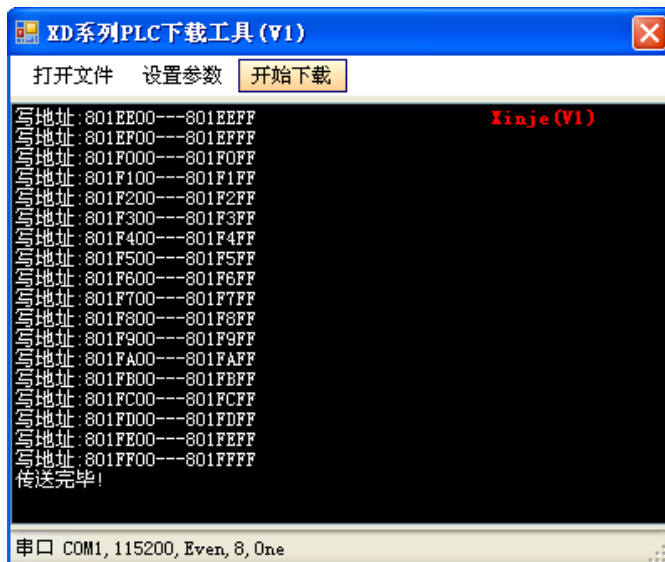 XD系列PLC下载工具(V1)
打开文件 设置参数 开始下载
写地址:801EE00---801EEFF Xinje(V1)
写地址:801EF00---801EFFF
写地址:801F000---801F0FF
写地址:801F100---801F1FF
写地址:801F200---801F2FF
写地址:801F300---801F3FF
写地址:801F400---801F4FF
写地址:801F500---801F5FF
写地址:801F600---801F6FF
写地址:801F700---801F7FF
写地址:801F800---801F8FF
写地址:801F900---801F9FF
写地址:801FA00---801FAFF
写地址:801FB00---801FBFF
写地址:801FC00---801FCFF
写地址:801FD00---801FDFF
写地址:801FE00---801FEFF
写地址:801FF00---801FFFF
传送完毕!
串口 COM1,115200,Even,8,One